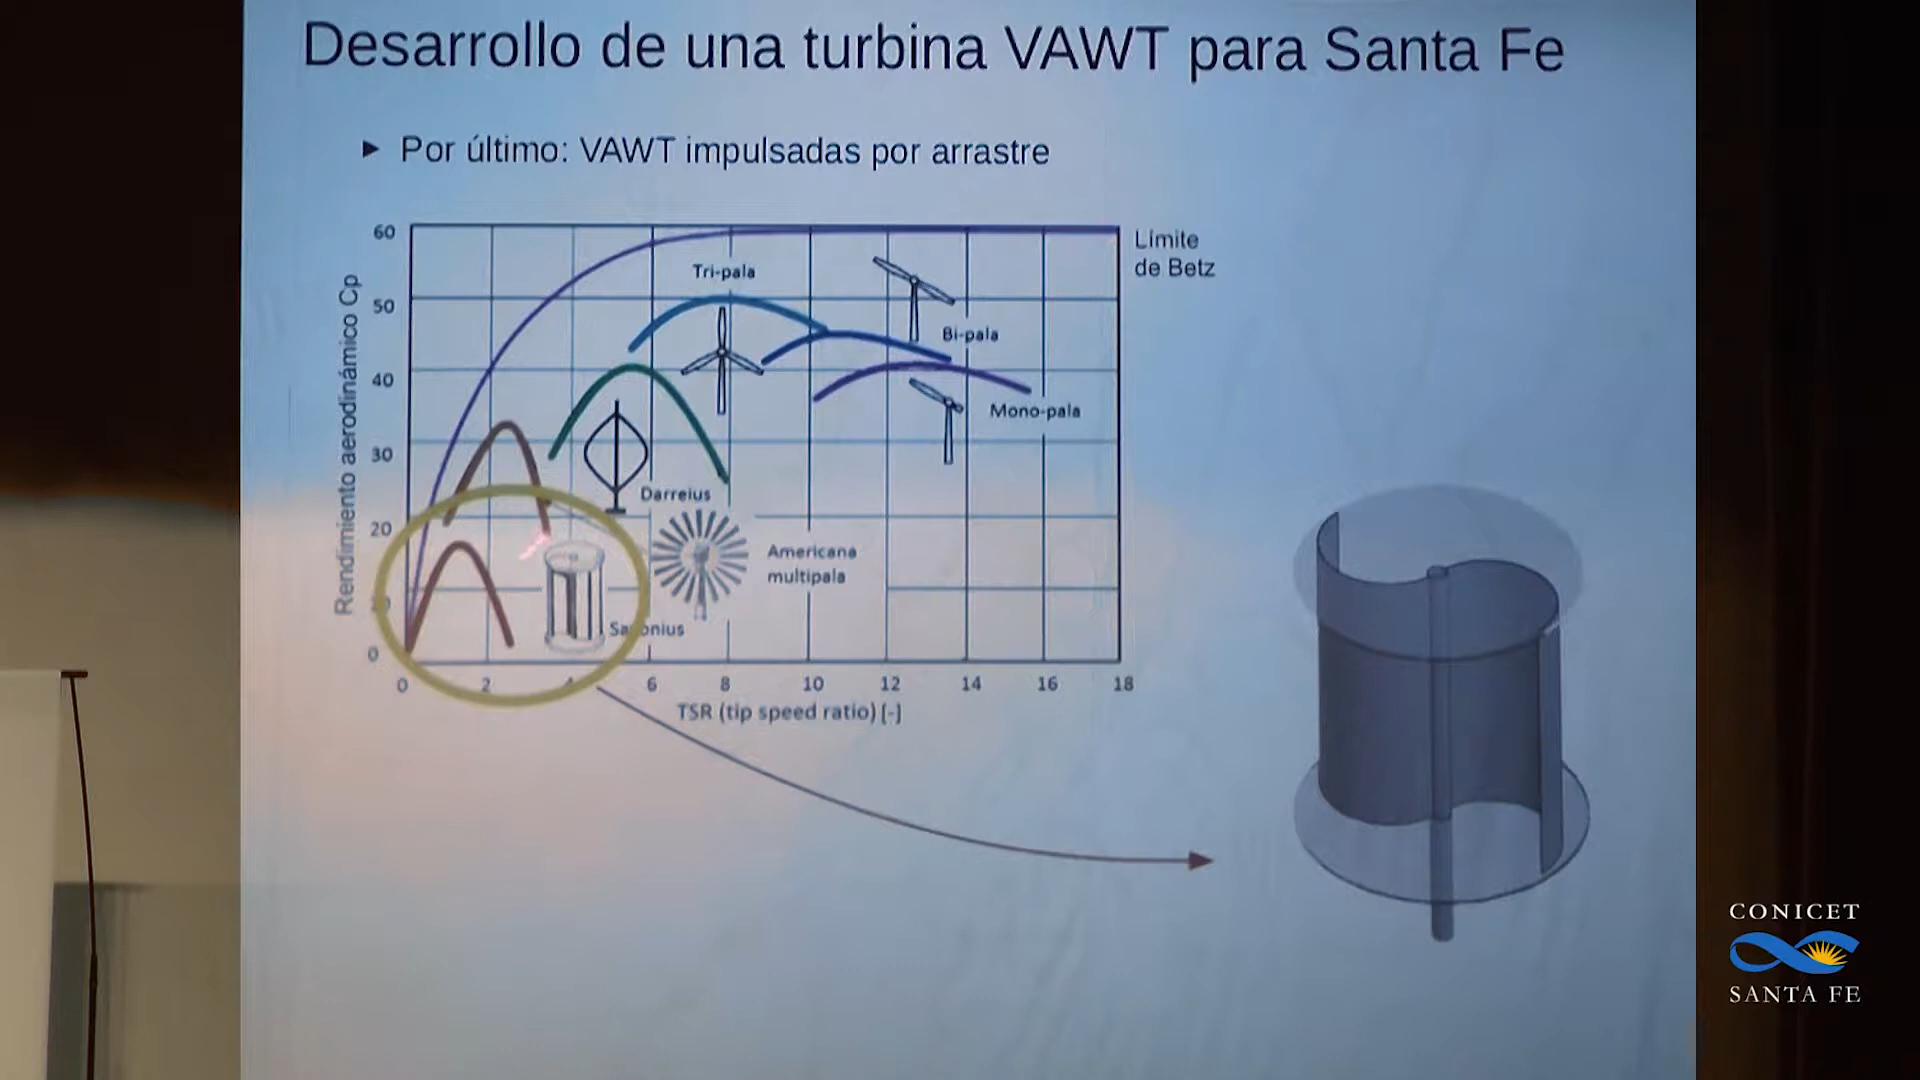 Desarrollo de una turbina VAWT para Santa Fe
► Por último: VAWT impulsadas por arrastre
60
50
40
30
20
0
Rendimiento aerodinámico Cp
Límite
de Betz
Tri-pala
Bi-pala
Mono-pala
Darreius
Americana
multipala
Savonius
0
2
4
6
8
10
12
14
16
18
TSR (tip speed ratio) [-]
CONICET
SANTA FE